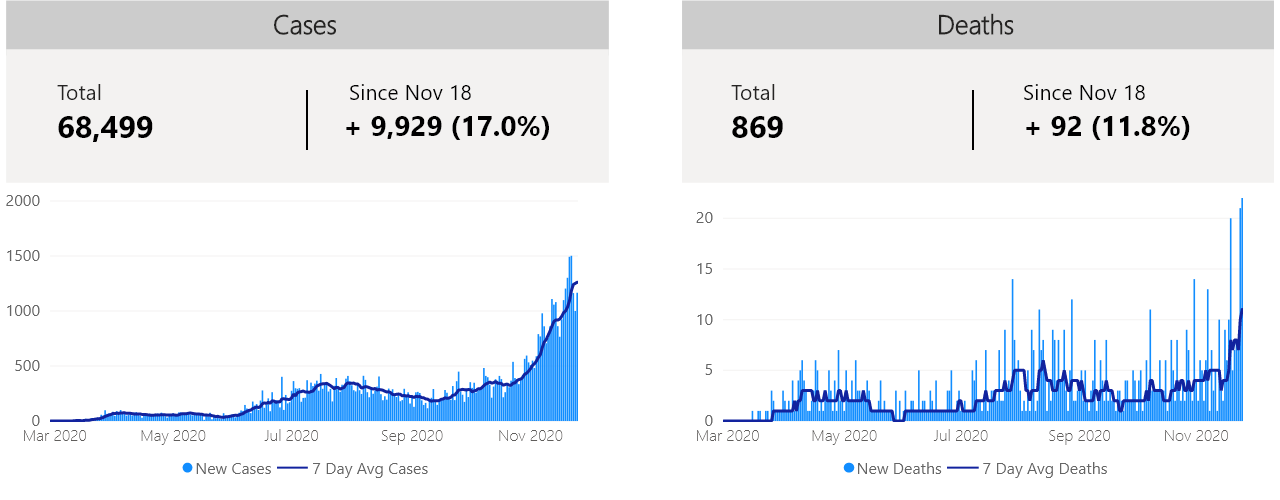 Cases
Total
68,499
Since Nov 18
+ 9,929 (17.0%)
2000
1500
1000
500
0
Mar 2020 May 2020 Jul 2020 Sep 2020 Nov 2020
New Cases 7 Day Avg Cases
Deaths
Total
869
Since Nov 18
+ 92 (11.8%)
20
15
10
5
0
Mar 2020 May 2020 Jul 2020 Sep 2020 Nov 2020
New Deaths 7 Day Avg Deaths